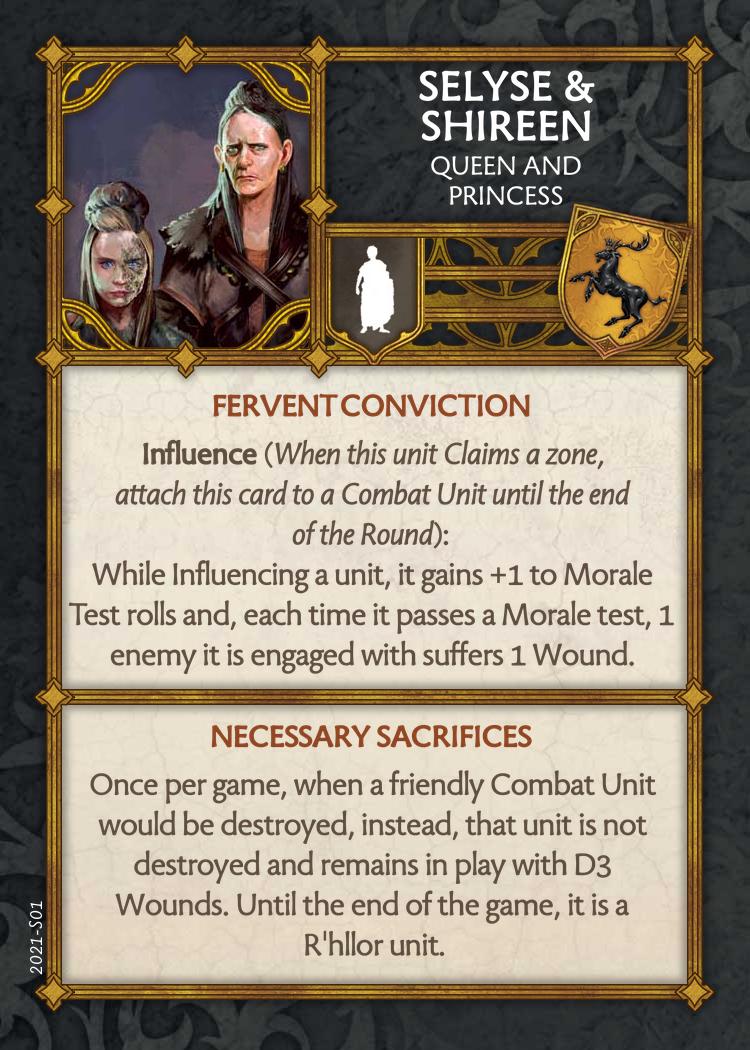 SELYSE &
SHIREEN
QUEEN AND
PRINCESS
FERVENT CONVICTION
Influence (When this unit Claims a zone,
attach this card to a Combat Unit until the end
of the Round):
While Influencing a unit, it gains +1 to Morale
Test rolls and, each time it passes a Morale test, 1
enemy it is engaged with suffers 1 Wound.
NECESSARY SACRIFICES
Once per game, when a friendly Combat Unit
would be destroyed, instead, that unit is not
destroyed and remains in play with D3
Wounds. Until the end of the game, it is a
R'hllor unit.
2021-S01